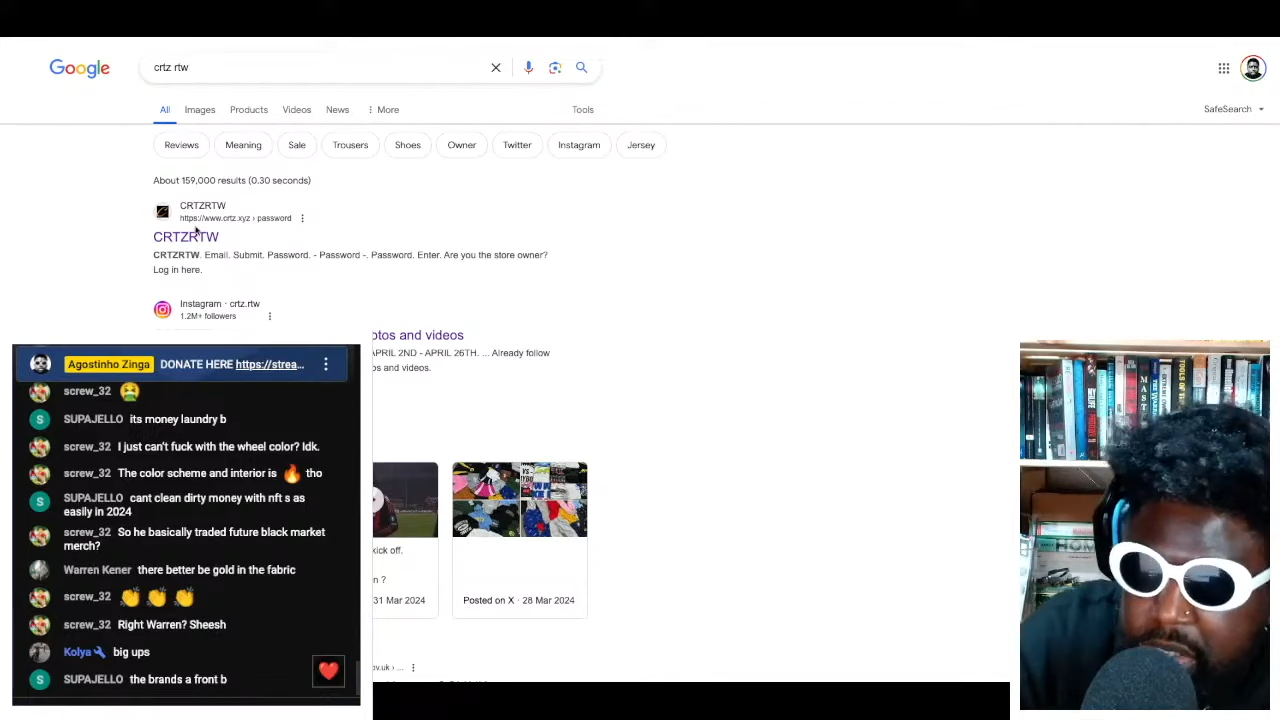 Google
crtz rtw
All Images Products Videos News More Tools
SafeSearch
Reviews Meaning Sale Trousers Shoes Owner Twitter Instagram Jersey
About 159,000 results (0.30 seconds)
CRTZRTW
https://www.crtz.xyz › password
CRTZRTW
CRTZRTW. Email. Submit. Password. - Password -. Password. Enter. Are you the store owner?
Log in here.
Instagram · crtz.rtw
1.2M+ followers
otos and videos
APRIL 2ND - APRIL 26TH. ... Already follow
os and videos.
kick off.
n ?
31 Mar 2024
Posted on X · 28 Mar 2024
ov.uk › ...
Agostinho Zinga DONATE HERE https://strea...
screw_32 🤮
SUPAJELLO its money laundry b
screw_32 I just can't fuck with the wheel color? Idk.
screw_32 The color scheme and interior is 🔥 tho
SUPAJELLO cant clean dirty money with nft s as
easily in 2024
screw_32 So he basically traded future black market
merch?
Warren Kener there better be gold in the fabric
screw_32 👏 👏 👏
screw_32 Right Warren? Sheesh
Kolya big ups
SUPAJELLO the brands a front b